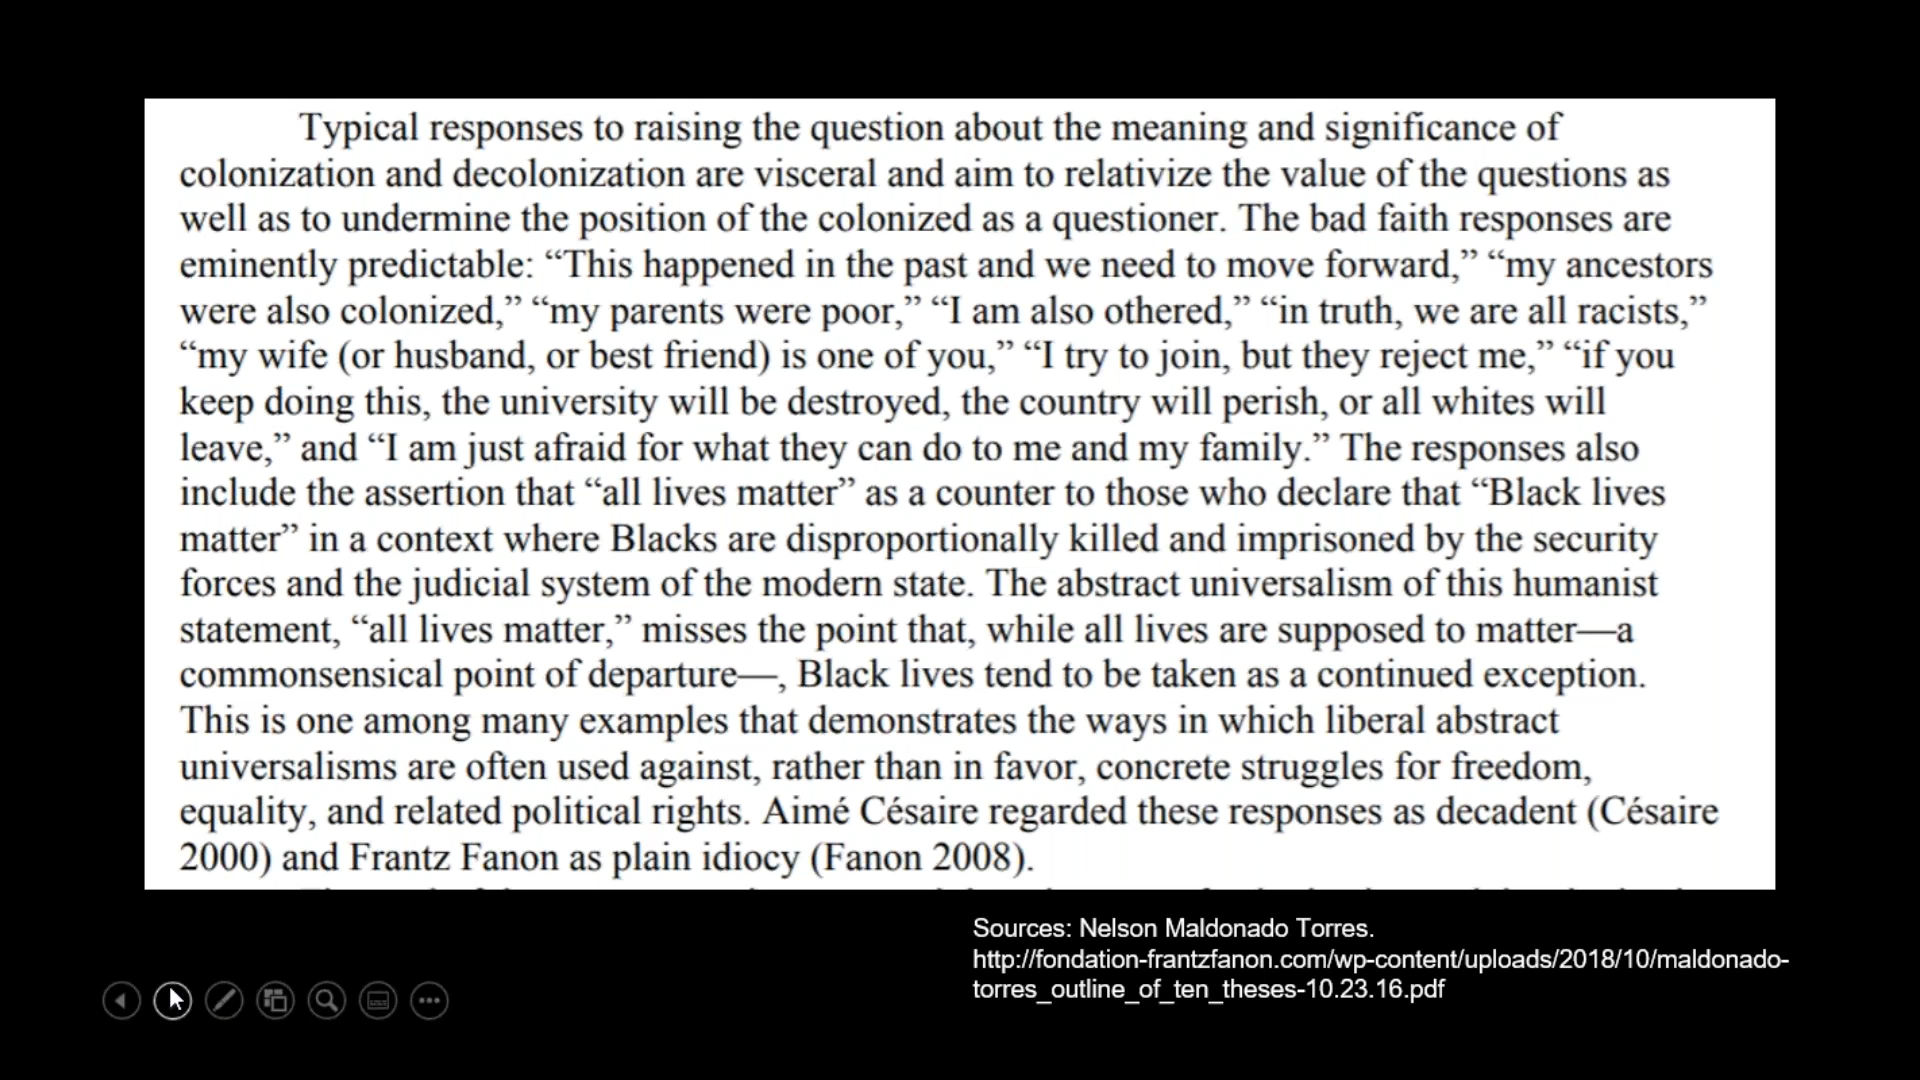 Typical responses to raising the question about the meaning and significance of
colonization and decolonization are visceral and aim to relativize the value of the questions as
well as to undermine the position of the colonized as a questioner. The bad faith responses are
eminently predictable: “This happened in the past and we need to move forward,” “my ancestors
were also colonized,” “my parents were poor,” “I am also othered,” “in truth, we are all racists,”
“my wife (or husband, or best friend) is one of you,” “I try to join, but they reject me,” “if you
keep doing this, the university will be destroyed, the country will perish, or all whites will
leave,” and “I am just afraid for what they can do to me and my family.” The responses also
include the assertion that “all lives matter” as a counter to those who declare that “Black lives
matter” in a context where Blacks are disproportionally killed and imprisoned by the security
forces and the judicial system of the modern state. The abstract universalism of this humanist
statement, “all lives matter,” misses the point that, while all lives are supposed to matter—a
commonsensical point of departure—, Black lives tend to be taken as a continued exception.
This is one among many examples that demonstrates the ways in which liberal abstract
universalisms are often used against, rather than in favor, concrete struggles for freedom,
equality, and related political rights. Aimé Césaire regarded these responses as decadent (Césaire
2000) and Frantz Fanon as plain idiocy (Fanon 2008).
Sources: Nelson Maldonado Torres.
http://fondation-frantzfanon.com/wp-content/uploads/2018/10/maldonado-
torres_outline_of_ten_theses-10.23.16.pdf